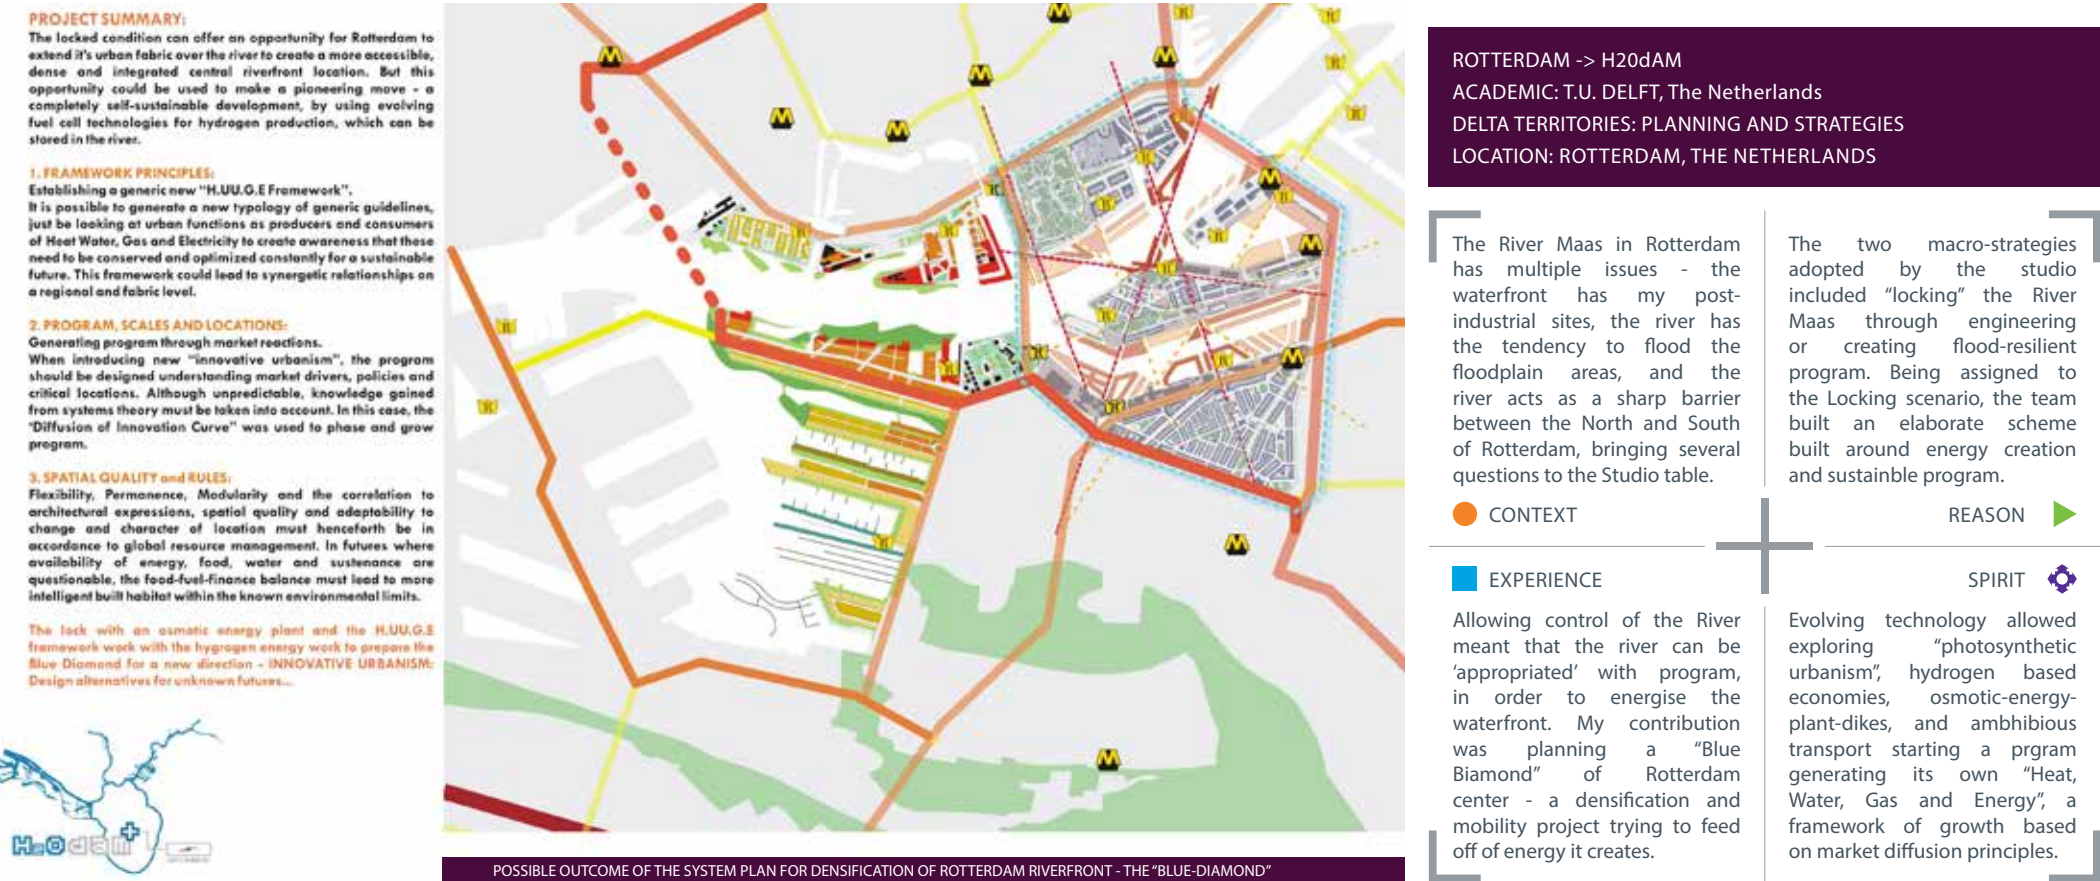 PROJECT SUMMARY:
The locked condition can offer an opportunity for Rotterdam to
extend it's urban fabric over the river to create a more accessible,
dense and integrated central riverfront location. But this
opportunity could be used to make a pioneering move - a
completely self-sustainable development, by using evolving
fuel cell technologies for hydrogen production, which can be
stored in the river.
1. FRAMEWORK PRINCIPLES:
Establishing a generic new "H.UU.G.E Framework".
It is possible to generate a new typology of generic guidelines,
just be looking at urban functions as producers and consumers
of Heat Water, Gas and Electricity to create awareness that these
need to be conserved and optimized constantly for a sustainable
future. This framework could lead to synergetic relationships on
a regional and fabric level.
2. PROGRAM, SCALES AND LOCATIONS:
Generating program through market reactions.
When introducing new "innovative urbanism", the program
should be designed understanding market drivers, policies and
critical locations. Although unpredictable, knowledge gained
from systems theory must be taken into account. In this case, the
"Diffusion of Innovation Curve" was used to phase and grow
program.
3. SPATIAL QUALITY and RULES:
Flexibility, Permanence, Modularity and the correlation to
architectural expressions, spatial quality and adaptability to
change and character of location must henceforth be in
accordance to global resource management. In futures where
availability of energy, food, water and sustenance are
questionable, the food-fuel-finance balance must lead to more
intelligent built habitat within the known environmental limits.
The lock with an osmotic energy plant and the H.UU.G.E
framework work with the hygrogen energy work to prepare the
Blue Diamond for a new direction - INNOVATIVE URBANISM:
Design alternatives for unknown futures...
H2Odam
POSSIBLE OUTCOME OF THE SYSTEM PLAN FOR DENSIFICATION OF ROTTERDAM RIVERFRONT - THE “BLUE-DIAMOND”
ROTTERDAM -> H20dAM
ACADEMIC: T.U. DELFT, The Netherlands
DELTA TERRITORIES: PLANNING AND STRATEGIES
LOCATION: ROTTERDAM, THE NETHERLANDS
The River Maas in Rotterdam
has multiple issues - the
waterfront has my post-
industrial sites, the river has
the tendency to flood the
floodplain areas, and the
river acts as a sharp barrier
between the North and South
of Rotterdam, bringing several
questions to the Studio table.
CONTEXT
The two macro-strategies
adopted by the studio
included “locking” the River
Maas through engineering
or creating flood-resilient
program. Being assigned to
the Locking scenario, the team
built an elaborate scheme
built around energy creation
and sustainble program.
REASON
EXPERIENCE
Allowing control of the River
meant that the river can be
‘appropriated’ with program,
in order to energise the
waterfront. My contribution
was planning a “Blue
Biamond” of Rotterdam
center - a densification and
mobility project trying to feed
off of energy it creates.
SPIRIT
Evolving technology allowed
exploring “photosynthetic
urbanism”, hydrogen based
economies, osmotic-energy-
plant-dikes, and ambhibious
transport starting a prgram
generating its own “Heat,
Water, Gas and Energy”, a
framework of growth based
on market diffusion principles.